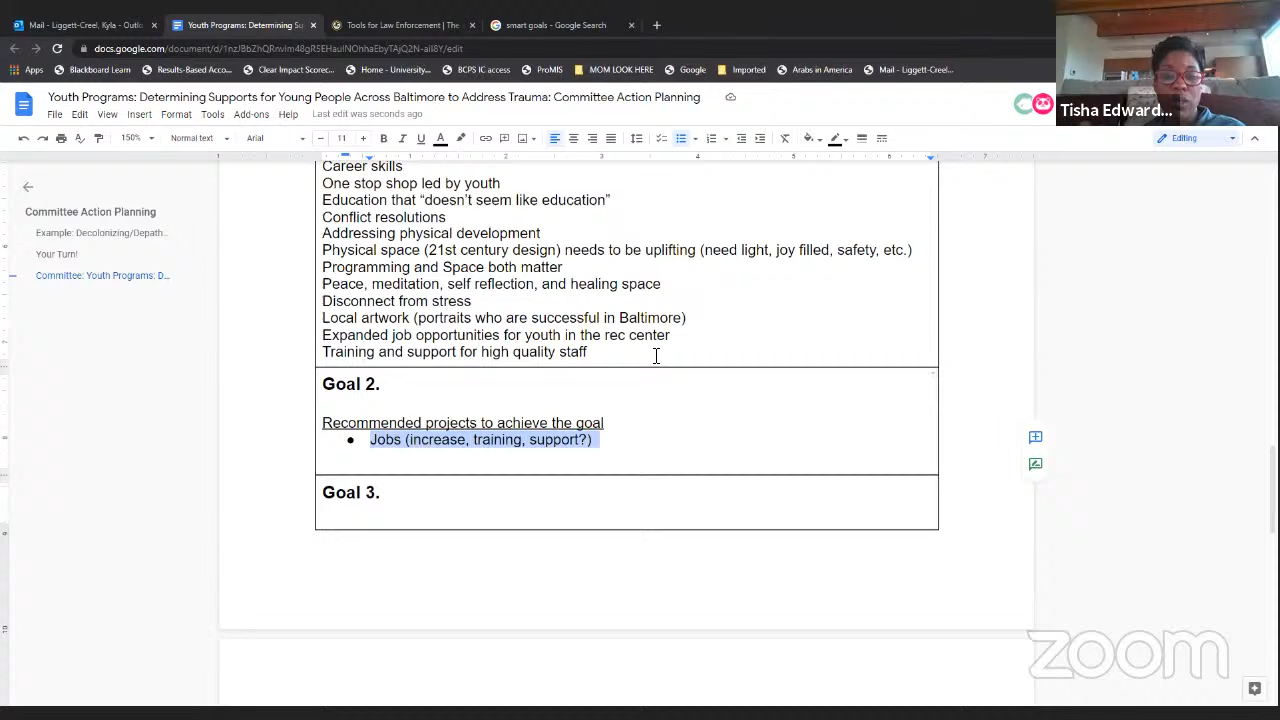 Mail - Liggett-Creel, Kyla - Outlo
Youth Programs: Determining Su
Tools for Law Enforcement | The
smart goals - Google Search
docs.google.com/document/d/1nzJBbZhQRnvIm48gR5EHauINOhhaEbyTAjQ2N-aiI8Y/edit
Apps
Blackboard Learn
Results-Based Acco...
Clear Impact Scorec...
Home - University...
BCPS IC access
ProMIS
MOM LOOK HERE
Google
Imported
Arabs in America
Mail - Liggett-Creel...
Tisha Edward...
Youth Programs: Determining Supports for Young People Across Baltimore to Address Trauma: Committee Action Planning
File Edit View Insert Format Tools Add-ons Help Last edit was seconds ago
150% Normal text Arial 11 Editing
Committee Action Planning
Example: Decolonizing/Depath...
Your Turn!
Committee: Youth Programs: D...
Career skills
One stop shop led by youth
Education that “doesn’t seem like education”
Conflict resolutions
Addressing physical development
Physical space (21st century design) needs to be uplifting (need light, joy filled, safety, etc.)
Programming and Space both matter
Peace, meditation, self reflection, and healing space
Disconnect from stress
Local artwork (portraits who are successful in Baltimore)
Expanded job opportunities for youth in the rec center
Training and support for high quality staff
Goal 2.
Recommended projects to achieve the goal
● Jobs (increase, training, support?)
Goal 3.
zoom